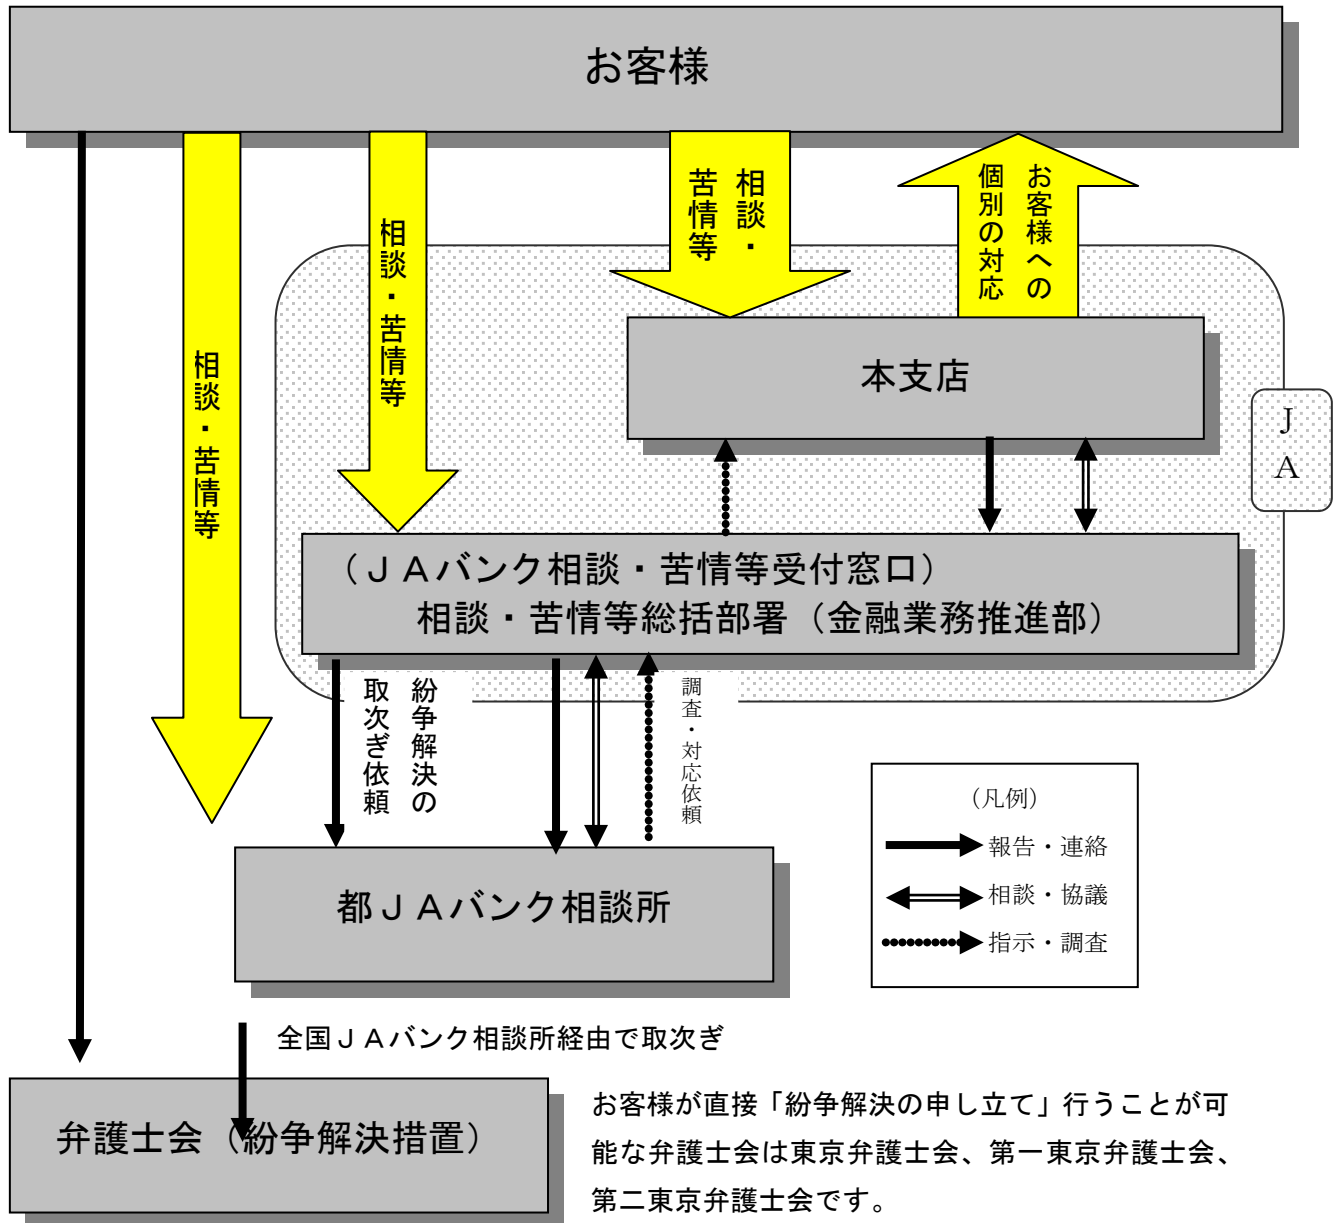 お客様
相談・
苦情等
お客様への
個別の対応
相談・苦情等
相談・苦情等
本支店
ＪＡ
（ＪＡバンク相談・苦情等受付窓口）
相談・苦情等総括部署（金融業務推進部）
紛争解決の
取次ぎ依頼
調査・対応依頼
（凡例）
報告・連絡
相談・協議
指示・調査
都ＪＡバンク相談所
全国ＪＡバンク相談所経由で取次ぎ
弁護士会（紛争解決措置）
お客様が直接「紛争解決の申し立て」行うことが可
能な弁護士会は東京弁護士会、第一東京弁護士会、
第二東京弁護士会です。